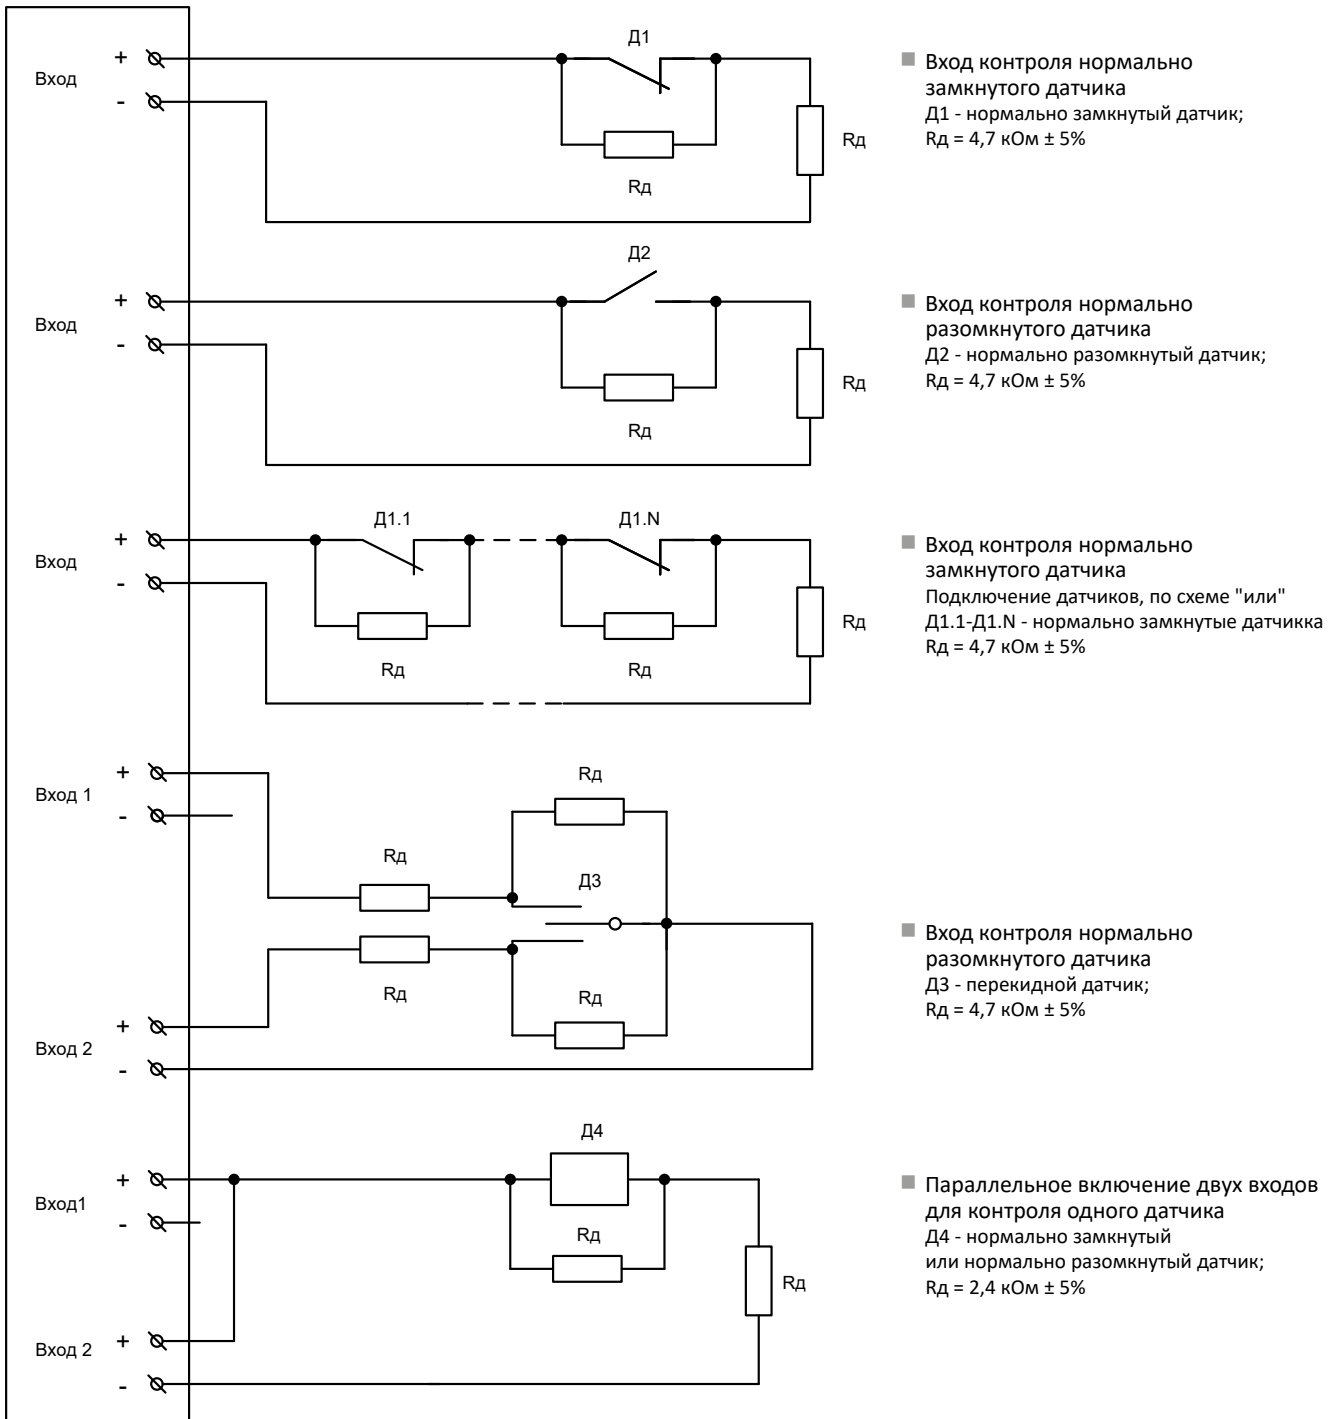 Д1
+
Вход
-
Rд
Rд
Вход контроля нормально
замкнутого датчика
Д1 - нормально замкнутый датчик;
Rд = 4,7 кОм ± 5%
Д2
+
Вход
-
Rд
Rд
Вход контроля нормально
разомкнутого датчика
Д2 - нормально разомкнутый датчик;
Rд = 4,7 кОм ± 5%
Д1.1
Д1.N
+
Вход
-
Rд
Rд
Rд
Вход контроля нормально
замкнутого датчика
Подключение датчиков, по схеме "или"
Д1.1-Д1.N - нормально замкнутые датчикка
Rд = 4,7 кОм ± 5%
+
Вход 1
-
Rд
Rд
Д3
Rд
Rд
+
Вход 2
-
Вход контроля нормально
разомкнутого датчика
Д3 - перекидной датчик;
Rд = 4,7 кОм ± 5%
Д4
+
Вход1
-
Rд
Rд
+
Вход 2
-
Параллельное включение двух входов
для контроля одного датчика
Д4 - нормально замкнутый
или нормально разомкнутый датчик;
Rд = 2,4 кОм ± 5%